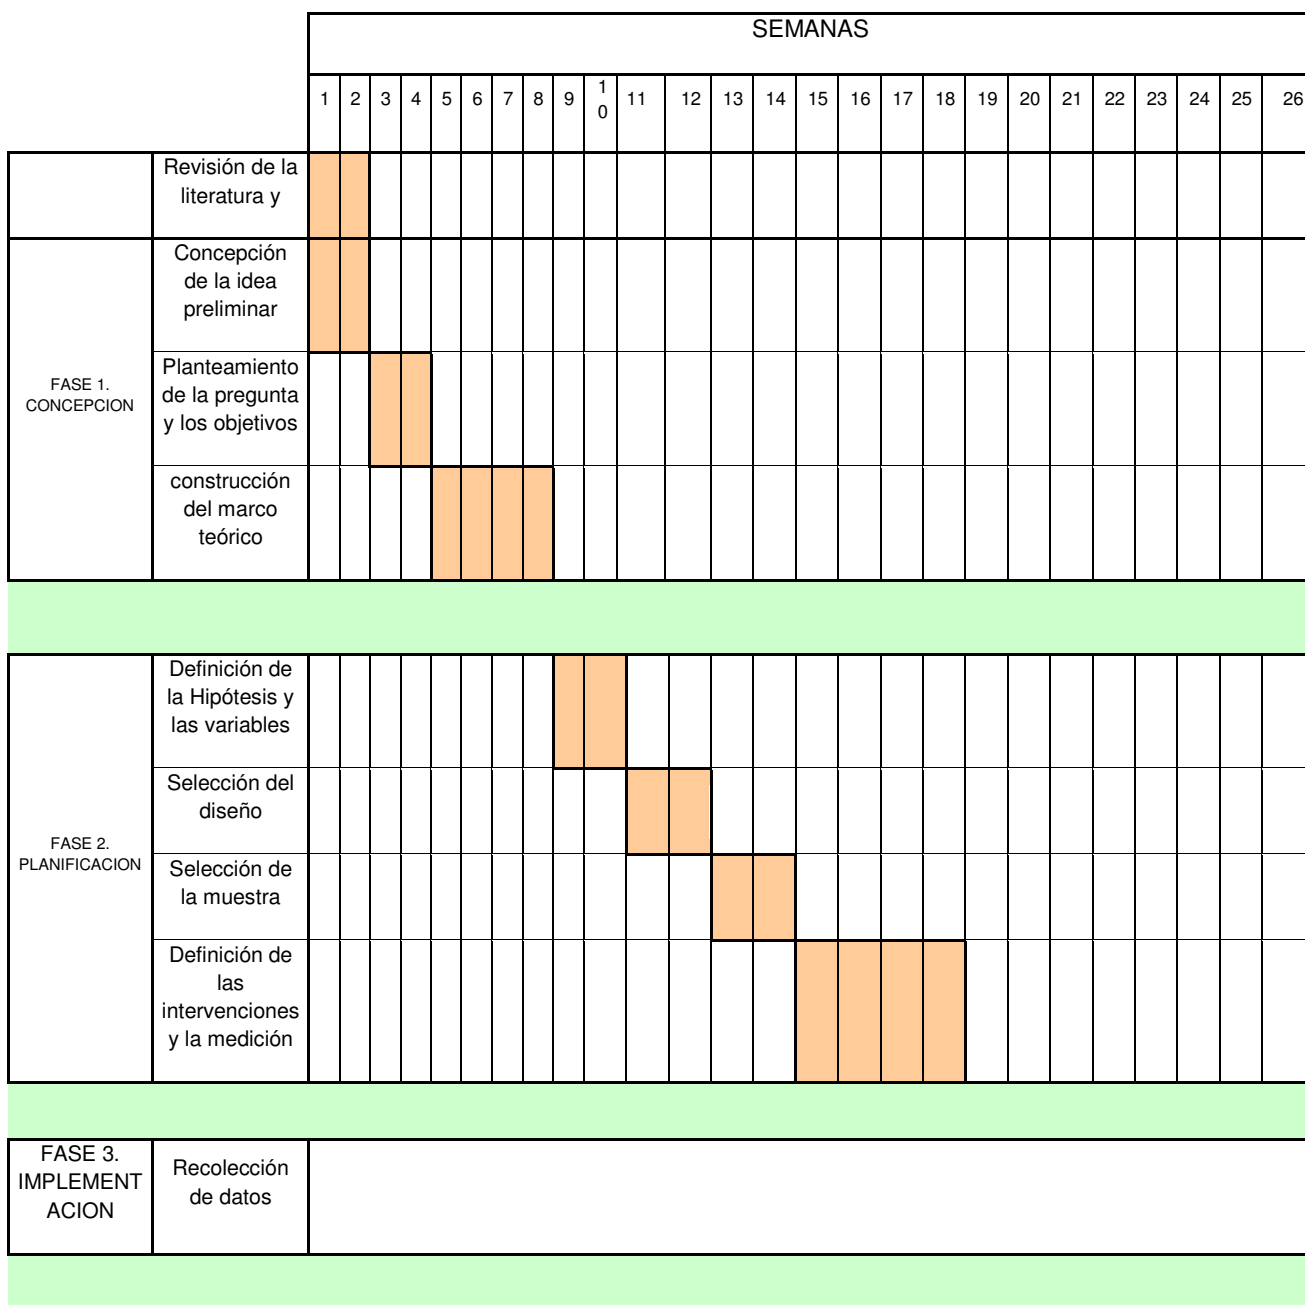 SEMANAS
1 2 3 4 5 6 7 8 9 1 11 12 13 14 15 16 17 18 19 20 21 22 23 24 25 26
0
Revisión de la
literatura y
FASE 1.
CONCEPCION
Concepción
de la idea
preliminar
Planteamiento
de la pregunta
y los objetivos
construcción
del marco
teórico
FASE 2.
PLANIFICACION
Definición de
la Hipótesis y
las variables
Selección del
diseño
Selección de
la muestra
Definición de
las
intervenciones
y la medición
FASE 3.
IMPLEMENT
ACION
Recolección
de datos